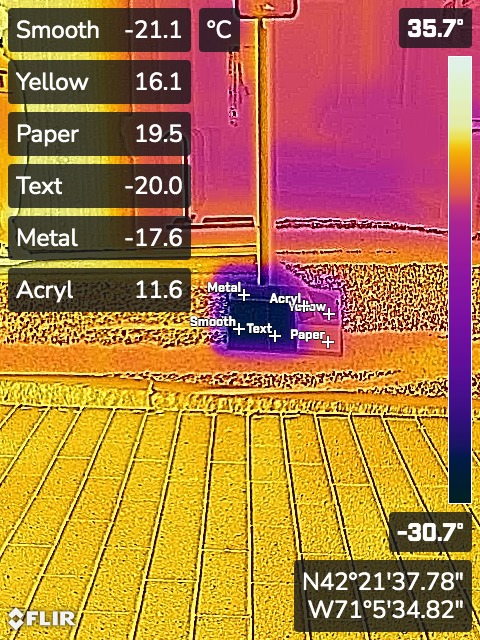 Smooth -21.1 °C 35.7°
Yellow 16.1
Paper 19.5
Text -20.0
Metal -17.6
Acryl 11.6
Metal
Acryl
Yellow
Smooth
Text
Paper
-30.7°
N42°21'37.78"
W71°5'34.82"
FLIR